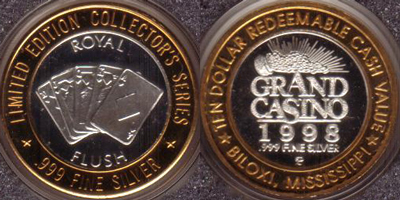 LIMITED EDITION COLLECTOR'S SERIES
ROYAL
FLUSH
.999 FINE SILVER
TEN DOLLAR REDEEMABLE CASH VALUE
GRAND
CASINO
1998
.999 FINE SILVER
G
BILOXI, MISSISSIPPI